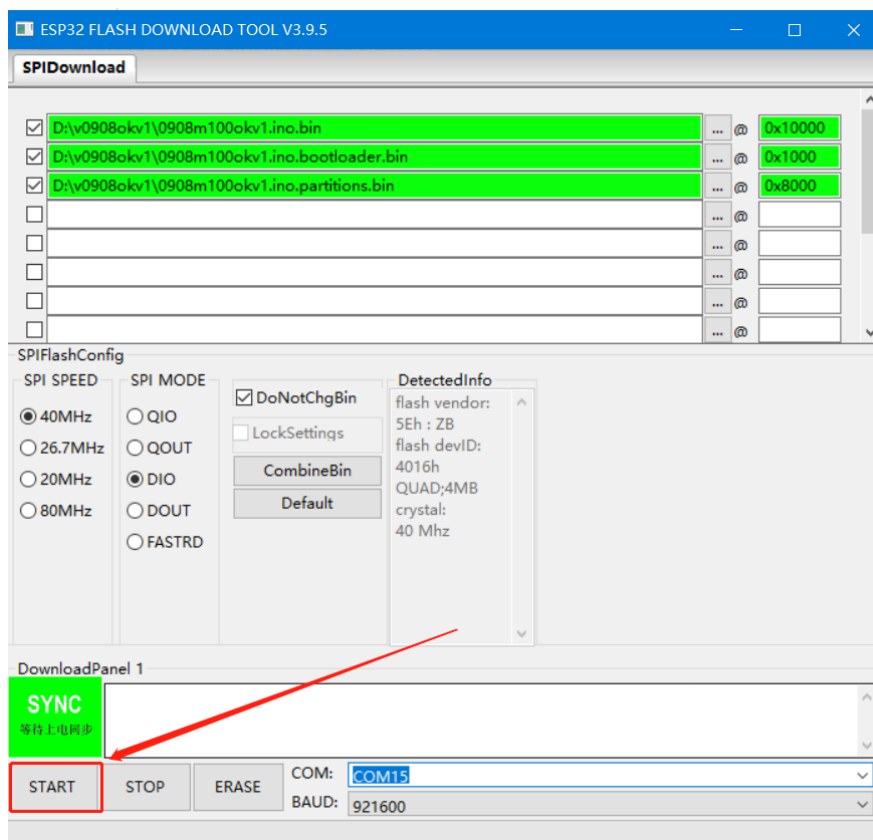 ESP32 FLASH DOWNLOAD TOOL V3.9.5
SPIDownload
D:\v0908okv1\0908m100okv1.ino.bin ... @ 0x10000
D:\v0908okv1\0908m100okv1.ino.bootloader.bin ... @ 0x1000
D:\v0908okv1\0908m100okv1.ino.partitions.bin ... @ 0x8000
... @
... @
... @
... @
... @
SPIFlashConfig
SPI SPEED
40MHz
26.7MHz
20MHz
80MHz
SPI MODE
QIO
QOUT
DIO
DOUT
FASTRD
DoNotChgBin
LockSettings
CombineBin
Default
DetectedInfo
flash vendor:
5Eh : ZB
flash devID:
4016h
QUAD;4MB
crystal:
40 Mhz
DownloadPanel 1
SYNC
等待上电同步
START STOP ERASE
COM: COM15
BAUD: 921600